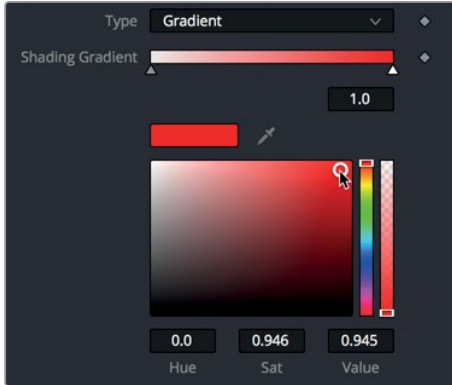 Type Gradient
Shading Gradient
1.0
0.0 0.946 0.945
Hue Sat Value